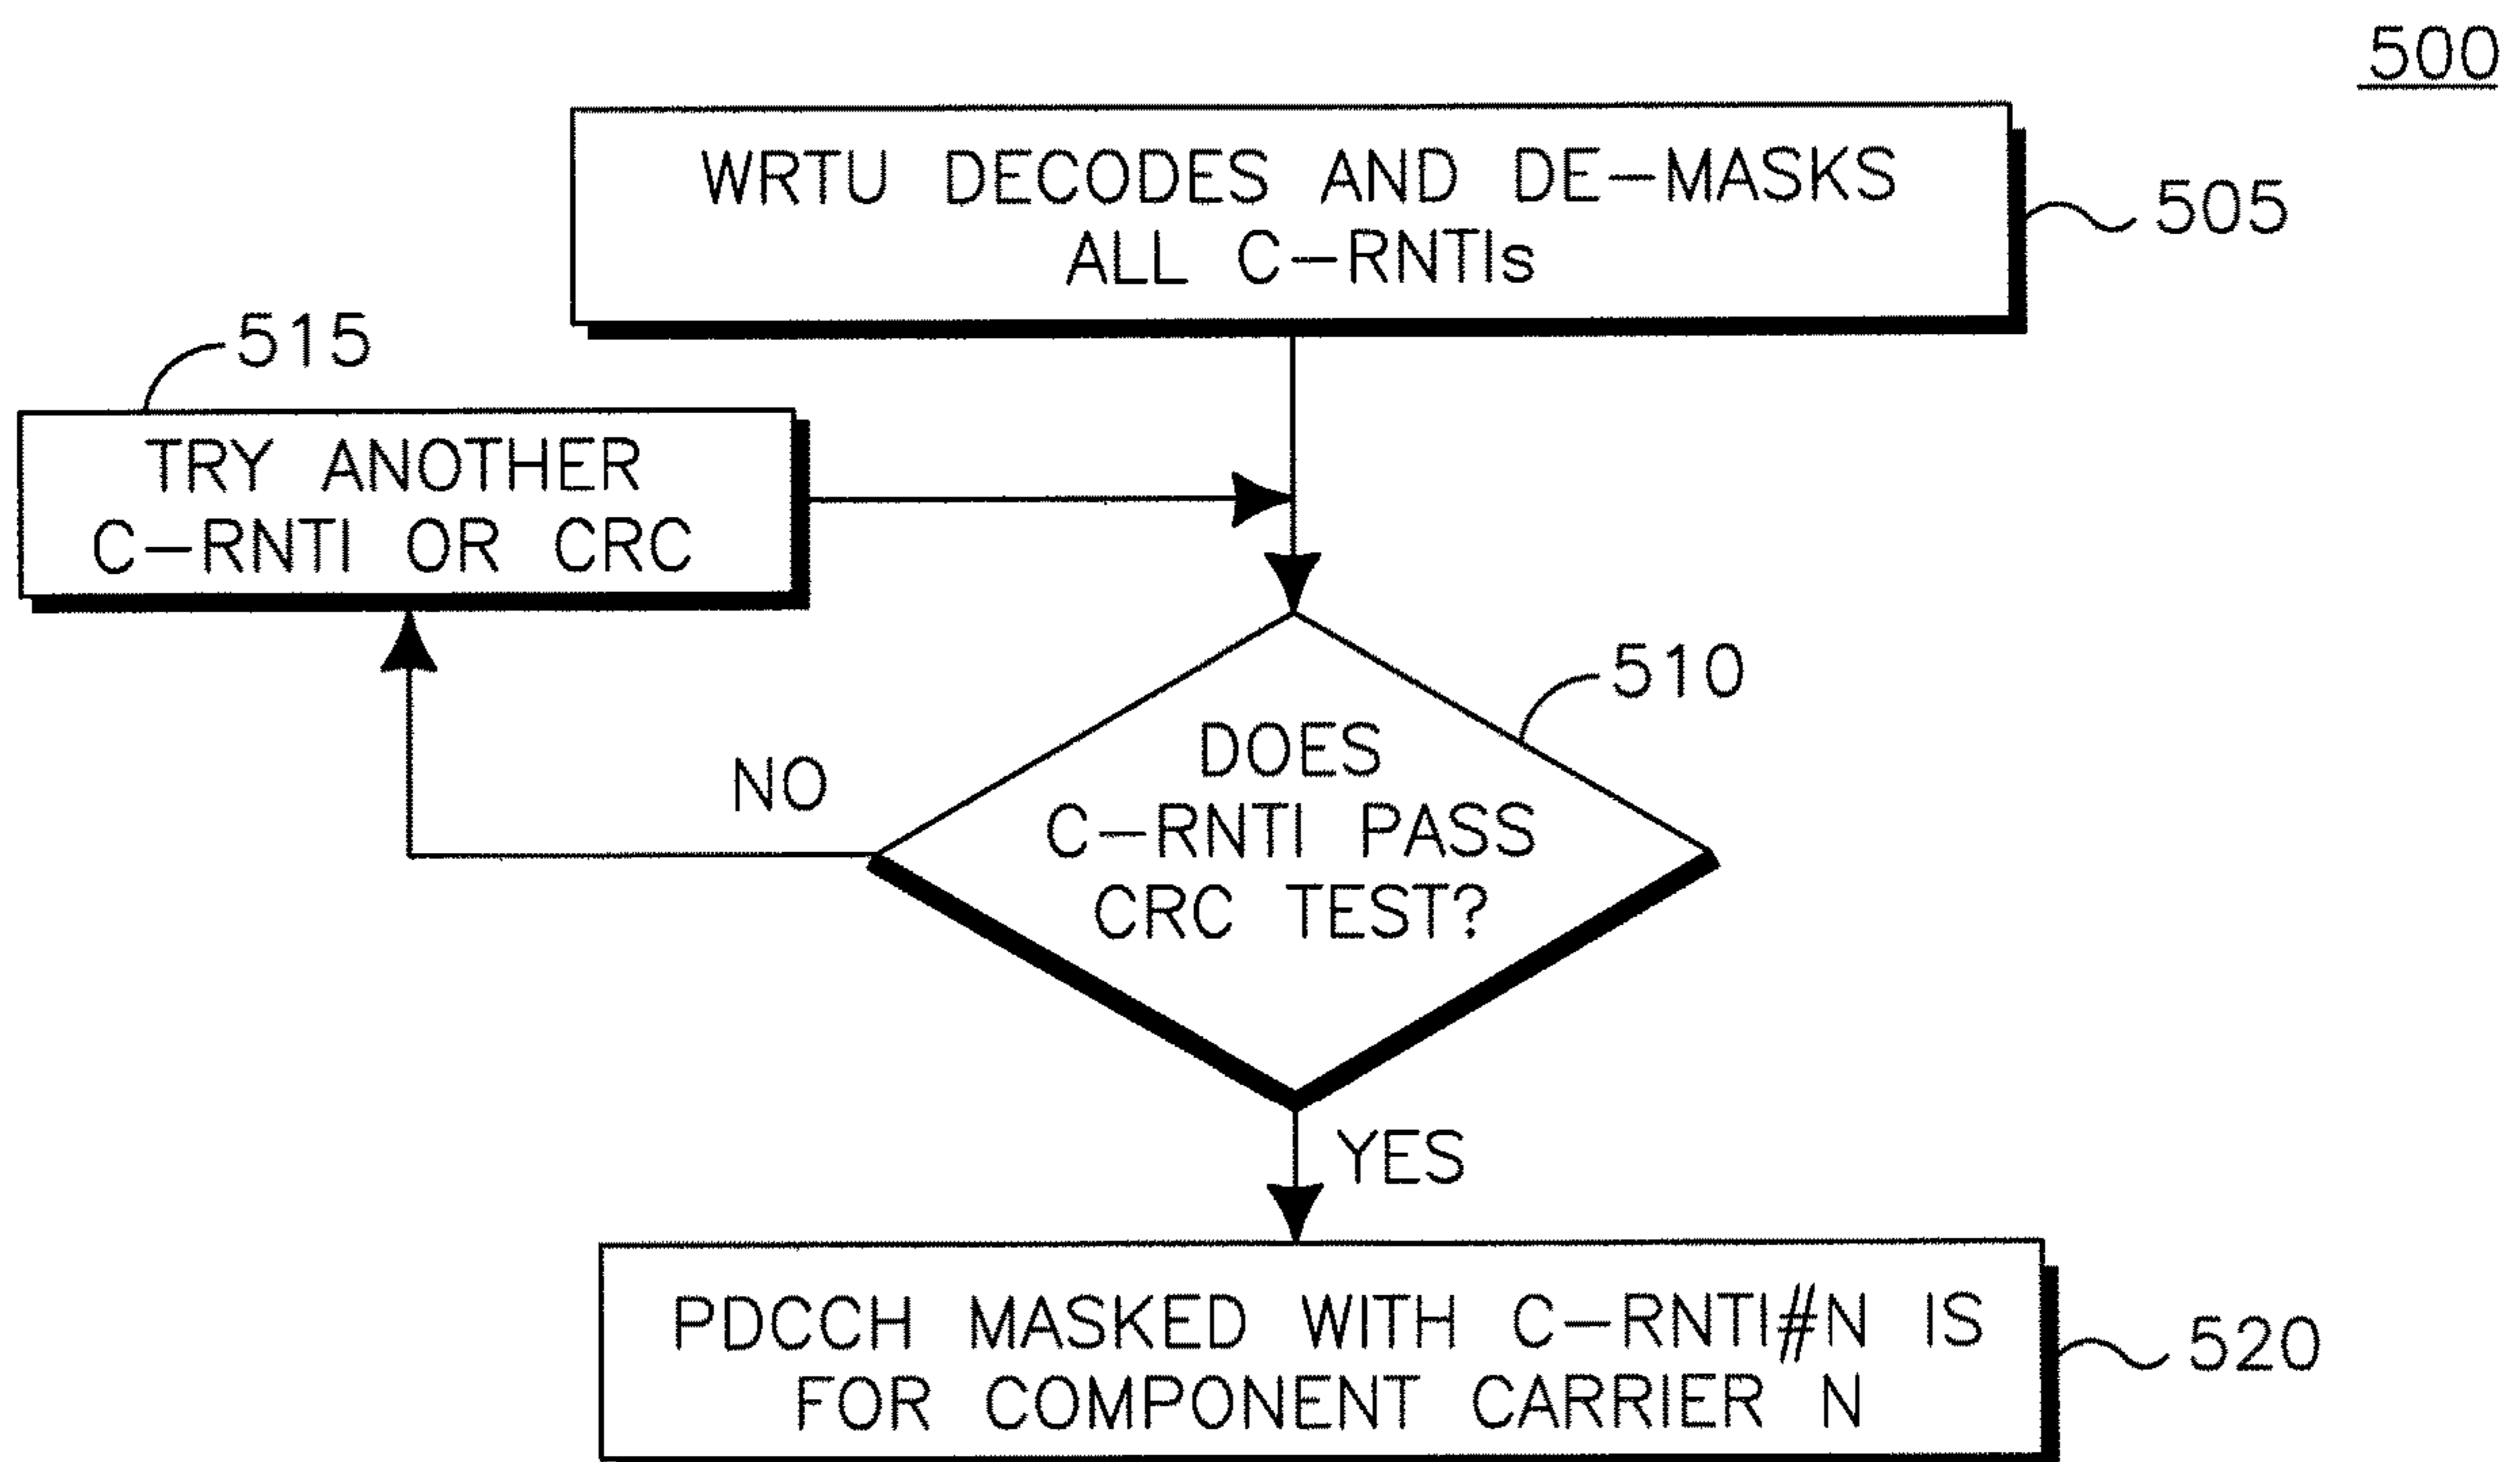 500
WRTU DECODES AND DE-MASKS
ALL C-RNTIs
505
515
TRY ANOTHER
C-RNTI OR CRC
510
DOES
C-RNTI PASS
CRC TEST?
NO
YES
PDCCH MASKED WITH C-RNTI#N IS
FOR COMPONENT CARRIER N
520